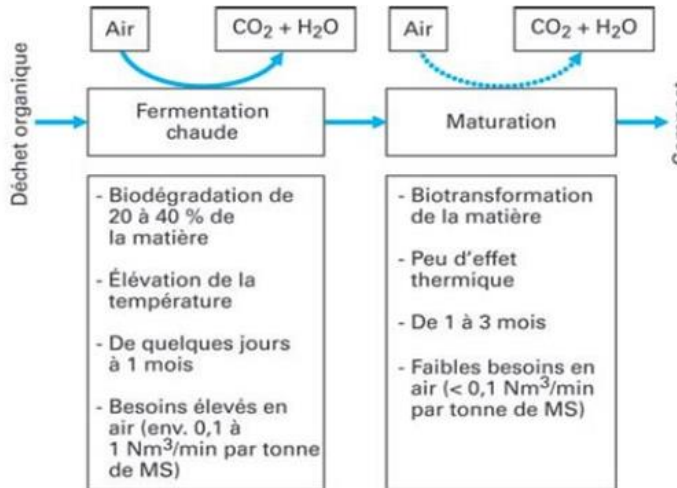 Air
CO2 + H2O
Air
CO2 + H2O
Déchet organique
Fermentation
chaude
Maturation
- Biodégradation de
20 à 40 % de
la matière
- Élévation de la
température
- De quelques jours
à 1 mois
- Besoins élevés en
air (env. 0,1 à
1 Nm³/min par tonne
de MS)
- Biotransformation
de la matière
- Peu d'effet
thermique
- De 1 à 3 mois
- Faibles besoins en
air (< 0,1 Nm³/min
par tonne de MS)